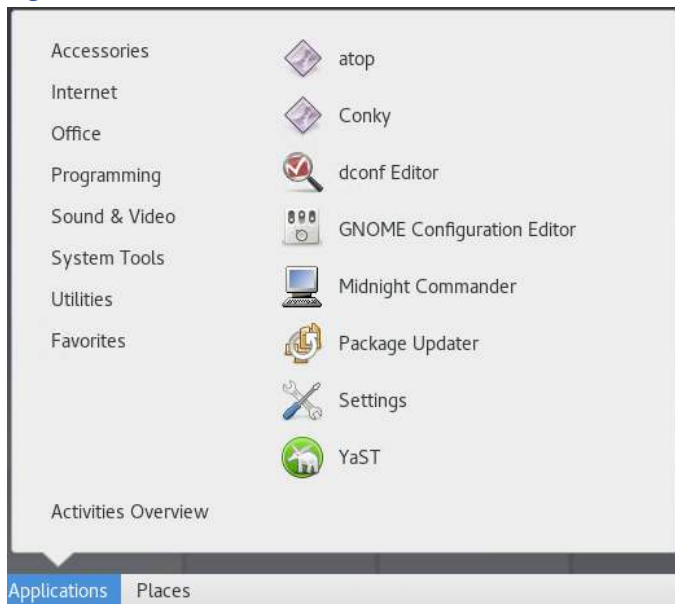 Accessories
Internet
Office
Programming
Sound & Video
System Tools
Utilities
Favorites
Activities Overview
atop
Conky
dconf Editor
GNOME Configuration Editor
Midnight Commander
Package Updater
Settings
YaST
Applications
Places